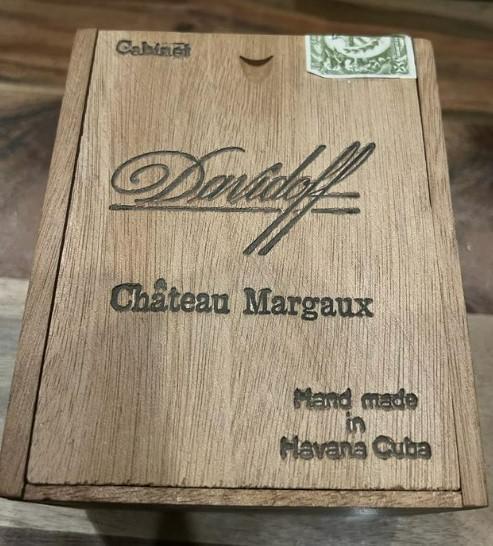 Cabinet
Davidoff
Château Margaux
Hand made
in
Havana Cuba